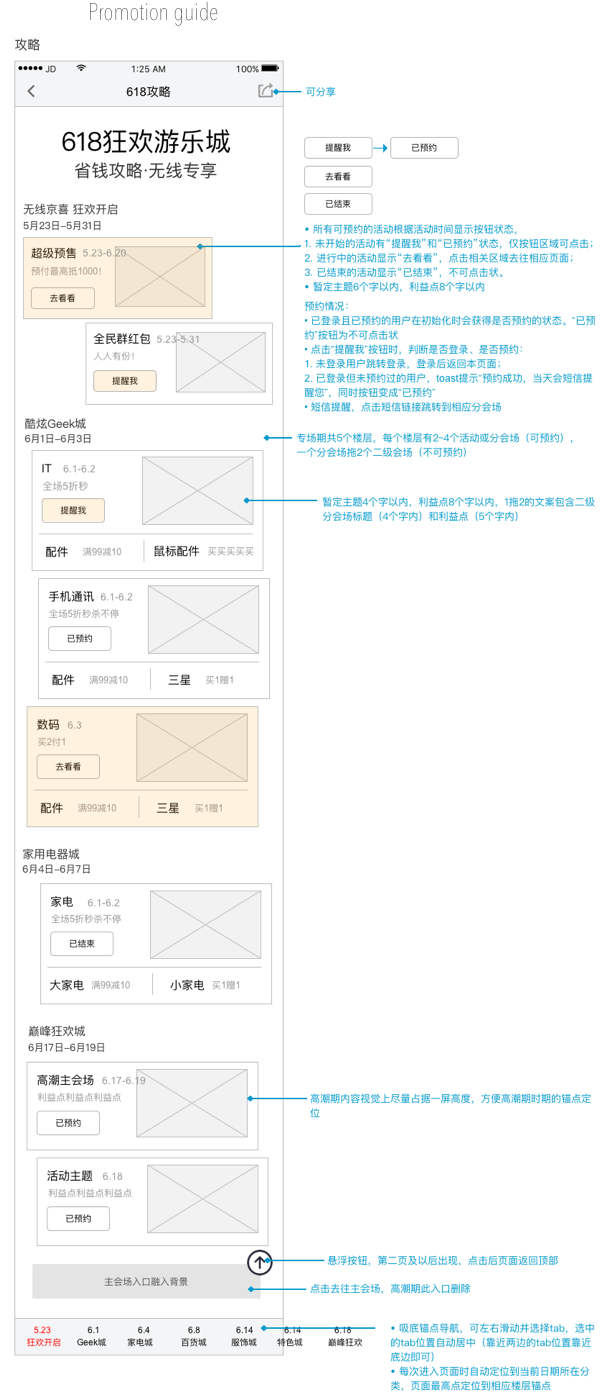 Promotion guide
攻略
JD
1:25 AM
100%
618攻略
可分享
618狂欢游乐城
省钱攻略·无线专享
提醒我
已预约
去看看
已结束
无线京喜 狂欢开启
5月23日-5月31日
• 所有可预约的活动根据活动时间显示按钮状态，
1. 未开始的活动有“提醒我”和“已预约”状态，仅按钮区域可点击；
2. 进行中的活动显示“去看看”，点击相关区域去往相应页面；
3. 已结束的活动显示“已结束”，不可点击状。
• 暂定主题6个字以内，利益点8个字以内
超级预售 5.23-6.20
预付最高抵1000！
去看看
预约情况：
• 已登录且已预约的用户在初始化时会获得是否预约的状态。“已预
约”按钮为不可点击状
• 点击“提醒我”按钮时，判断是否登录、是否预约：
1. 未登录用户跳转登录，登录后返回本页面；
2. 已登录但未预约过的用户，toast提示“预约成功，当天会短信提
醒您”，同时按钮变成“已预约”
• 短信提醒，点击短信链接跳转到相应分会场
全民群红包 5.23-5.31
人人有份！
提醒我
酷炫Geek城
6月1日-6月3日
专场期共5个楼层，每个楼层有2~4个活动或分会场（可预约），
一个分会场拖2个二级会场（不可预约）
IT 6.1-6.2
全场5折秒
提醒我
配件 满99减10 鼠标配件 买买买买买
暂定主题4个字以内，利益点8个字以内，1拖2的文案包含二级
分会场标题（4个字内）和利益点（5个字内）
手机通讯 6.1-6.2
全场5折秒杀不停
已预约
配件 满99减10 三星 买1赠1
数码 6.3
买2付1
去看看
配件 满99减10 三星 买1赠1
家用电器城
6月4日-6月7日
家电 6.1-6.2
全场5折秒杀不停
已结束
大家电 满99减10 小家电 买1赠1
巅峰狂欢城
6月17日-6月19日
高潮主会场 6.17-6.19
利益点利益点利益点
已预约
高潮期内容视觉上尽量占据一屏高度，方便高潮期时期的锚点定
位
活动主题 6.18
利益点利益点利益点
已预约
悬浮按钮，第二页及以后出现，点击后页面返回顶部
主会场入口融入背景
点击去往主会场，高潮期此入口删除
5.23 6.1 6.4 6.8 6.14 6.14 6.18
狂欢开启 Geek城 家电城 百货城 服饰城 特色城 巅峰狂欢
• 吸底锚点导航，可左右滑动并选择tab，选中
的tab位置自动居中（靠近两边的tab位置靠近
底边即可）
• 每次进入页面时自动定位到当前日期所在分
类，页面最高点定位到相应楼层锚点